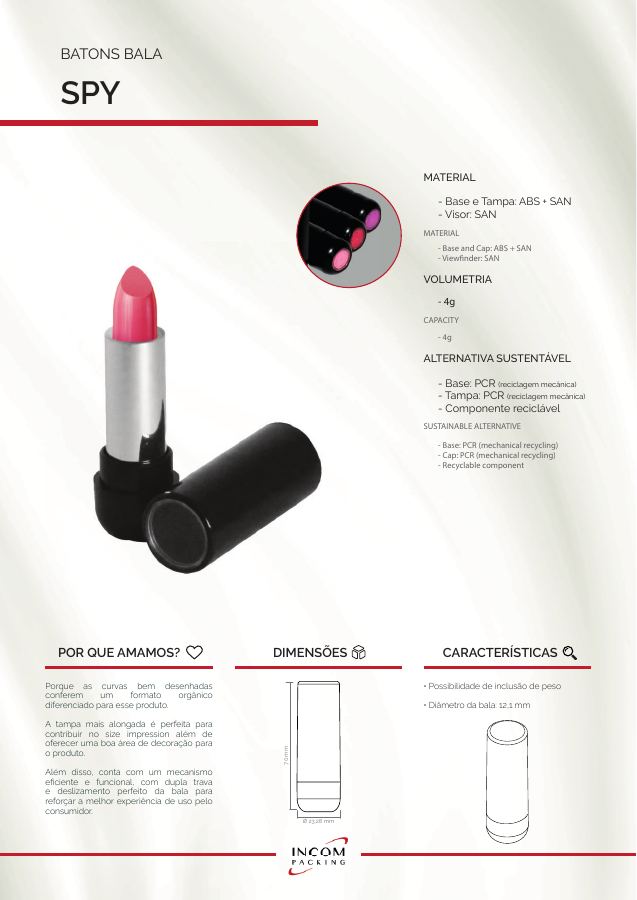 BATONS BALA
SPY
MATERIAL
- Base e Tampa: ABS + SAN
- Visor: SAN
MATERIAL
- Base and Cap: ABS + SAN
- Viewfinder: SAN
VOLUMETRIA
- 4g
CAPACITY
- 4g
ALTERNATIVA SUSTENTÁVEL
- Base: PCR (reciclagem mecânica)
- Tampa: PCR (reciclagem mecânica)
- Componente reciclável
SUSTAINABLE ALTERNATIVE
- Base: PCR (mechanical recycling)
- Cap: PCR (mechanical recycling)
- Recyclable component
POR QUE AMAMOS?
Porque as curvas bem desenhadas
conferem um formato orgânico
diferenciado para esse produto.
A tampa mais alongada é perfeita para
contribuir no size impression além de
oferecer uma boa área de decoração para
o produto.
Além disso, conta com um mecanismo
eficiente e funcional, com dupla trava
e deslizamento perfeito da bala para
reforçar a melhor experiência de uso pelo
consumidor.
DIMENSÕES
70mm
Ø 23,28 mm
CARACTERÍSTICAS
• Possibilidade de inclusão de peso
• Diâmetro da bala: 12,1 mm
INCOM
PACKING